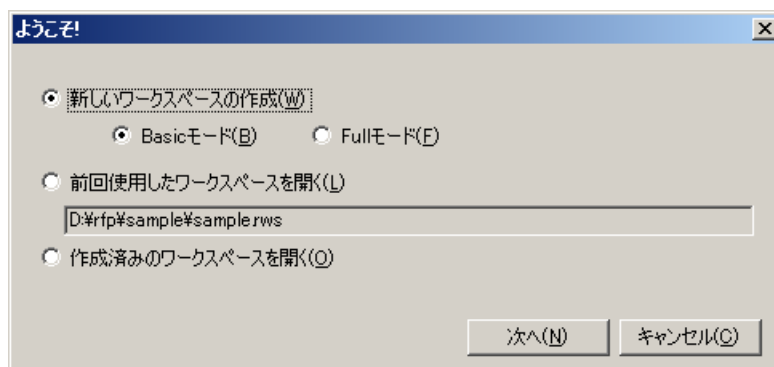 ようこそ!
新しいワークスペースの作成(W)
Basicモード(B) Fullモード(F)
前回使用したワークスペースを開く(L)
D:¥rfp¥sample¥sample.rws
作成済みのワークスペースを開く(O)
次へ(N) キャンセル(C)